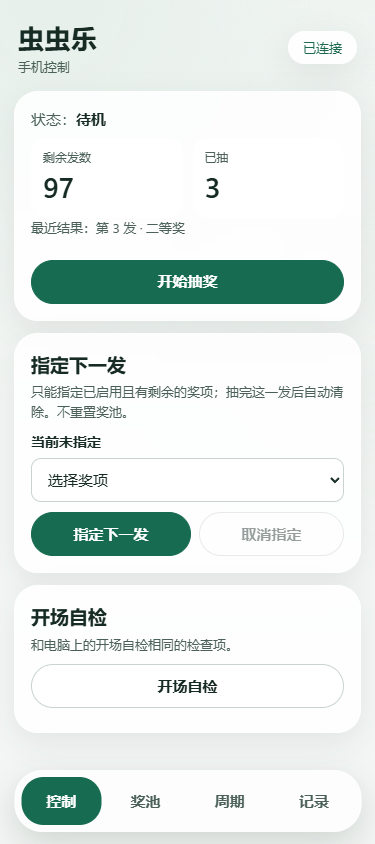 虫虫乐
手机控制
已连接
状态：待机
剩余发数
已抽
97
3
最近结果：第 3 发 · 二等奖
开始抽奖
指定下一发
只能指定已启用且有剩余的奖项；抽完这一发后自动清
除。不重置奖池。
当前未指定
选择奖项
指定下一发
取消指定
开场自检
和电脑上的开场自检相同的检查项。
开场自检
控制
奖池
周期
记录